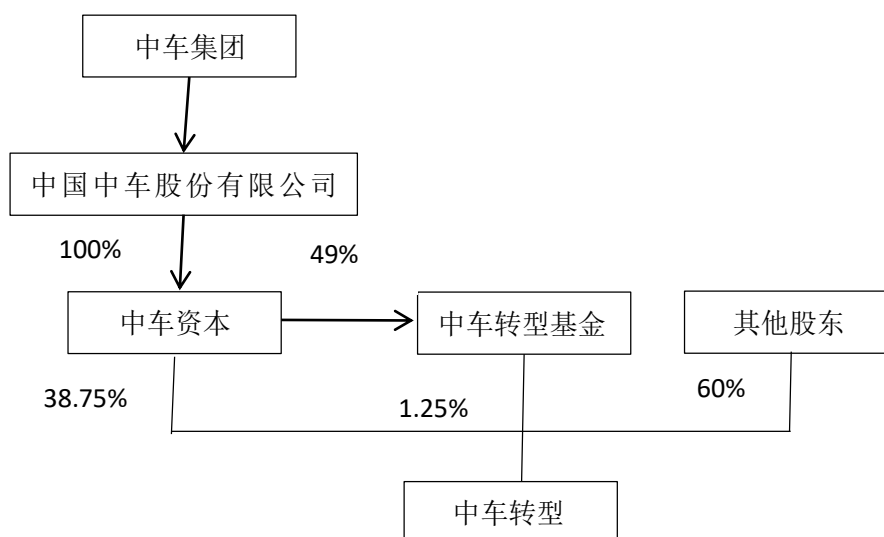 中车集团
中国中车股份有限公司
100%
49%
中车资本
中车转型基金
其他股东
38.75%
1.25%
60%
中车转型